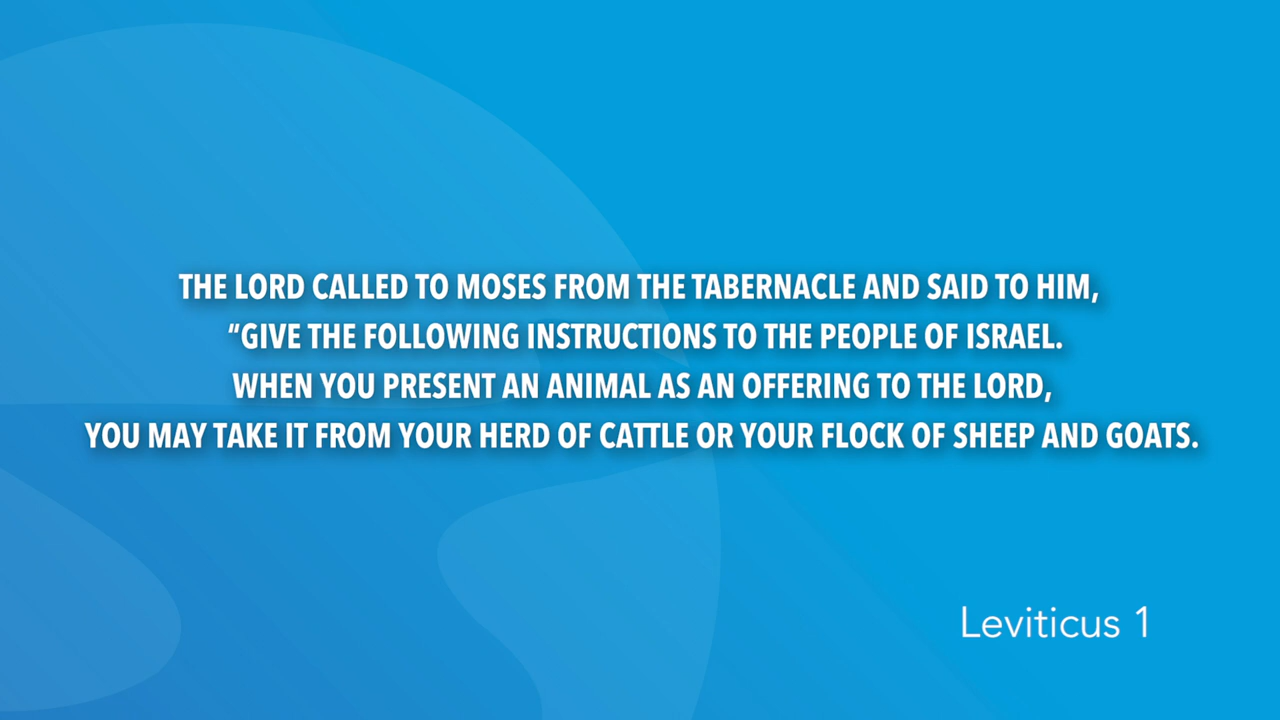 THE LORD CALLED TO MOSES FROM THE TABERNACLE AND SAID TO HIM,
“GIVE THE FOLLOWING INSTRUCTIONS TO THE PEOPLE OF ISRAEL.
WHEN YOU PRESENT AN ANIMAL AS AN OFFERING TO THE LORD,
YOU MAY TAKE IT FROM YOUR HERD OF CATTLE OR YOUR FLOCK OF SHEEP AND GOATS.
Leviticus 1